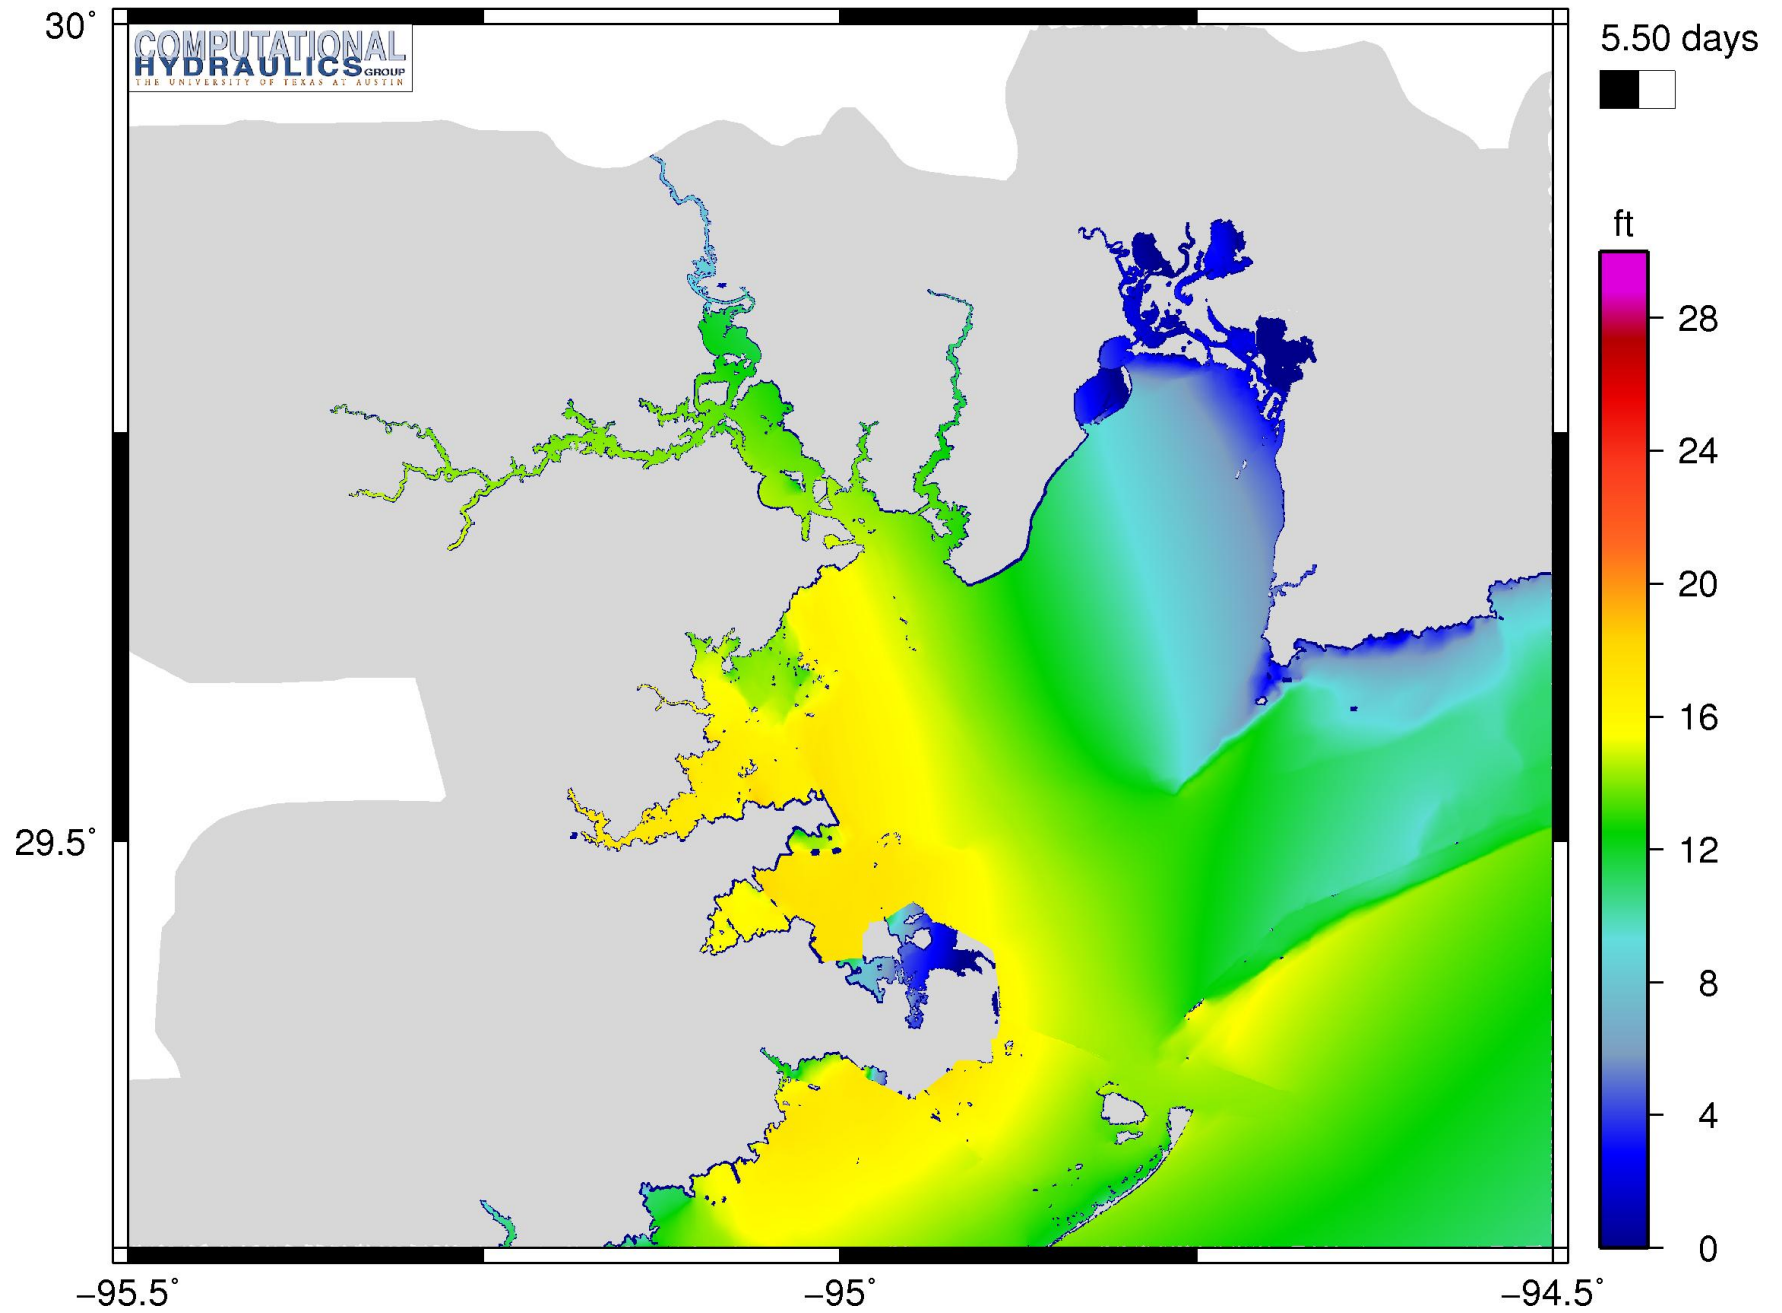 30°
COMPUTATIONAL
HYDRAULICS GROUP
THE UNIVERSITY OF TEXAS AT AUSTIN
5.50 days
ft
28
24
20
16
12
8
4
0
29.5°
−95.5°
−95°
−94.5°